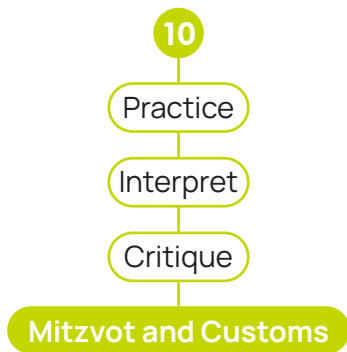 10
Practice
Interpret
Critique
Mitzvot and Customs